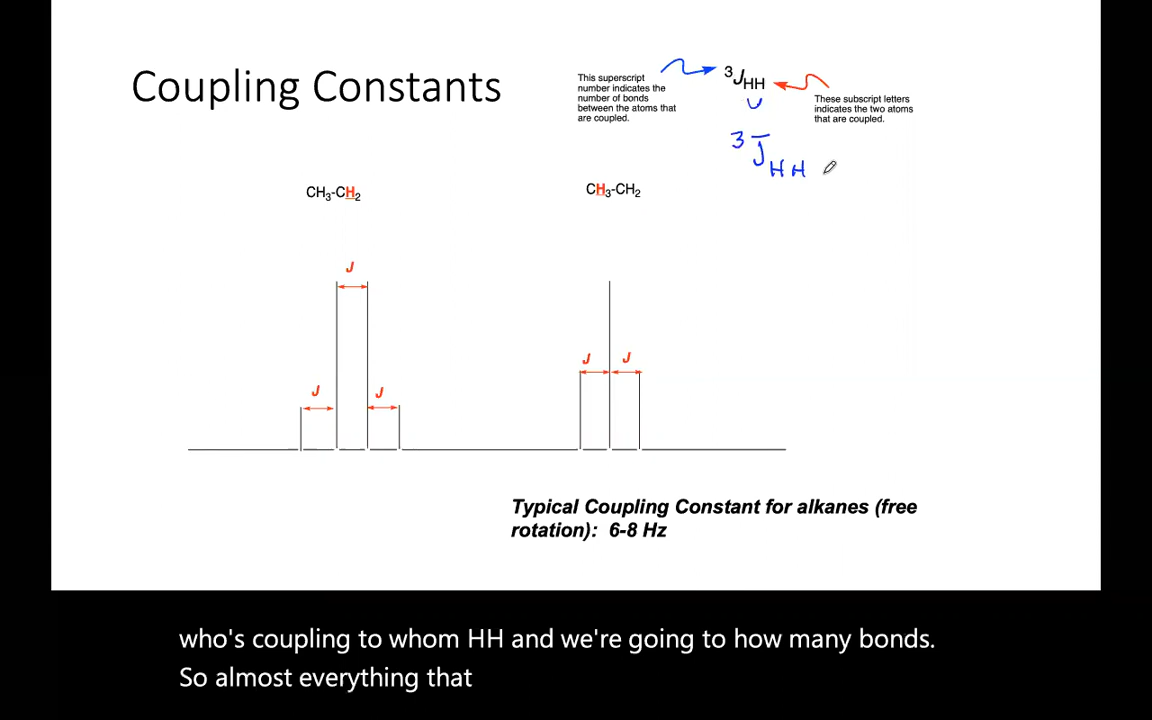 Coupling Constants
This superscript
number indicates the
number of bonds
between the atoms that
are coupled.
³JHH
These subscript letters
indicates the two atoms
that are coupled.
³JHH
CH₃-CH₂
CH₃-CH₂
J
J
J
J
J
Typical Coupling Constant for alkanes (free
rotation): 6-8 Hz
who's coupling to whom HH and we're going to how many bonds.
So almost everything that